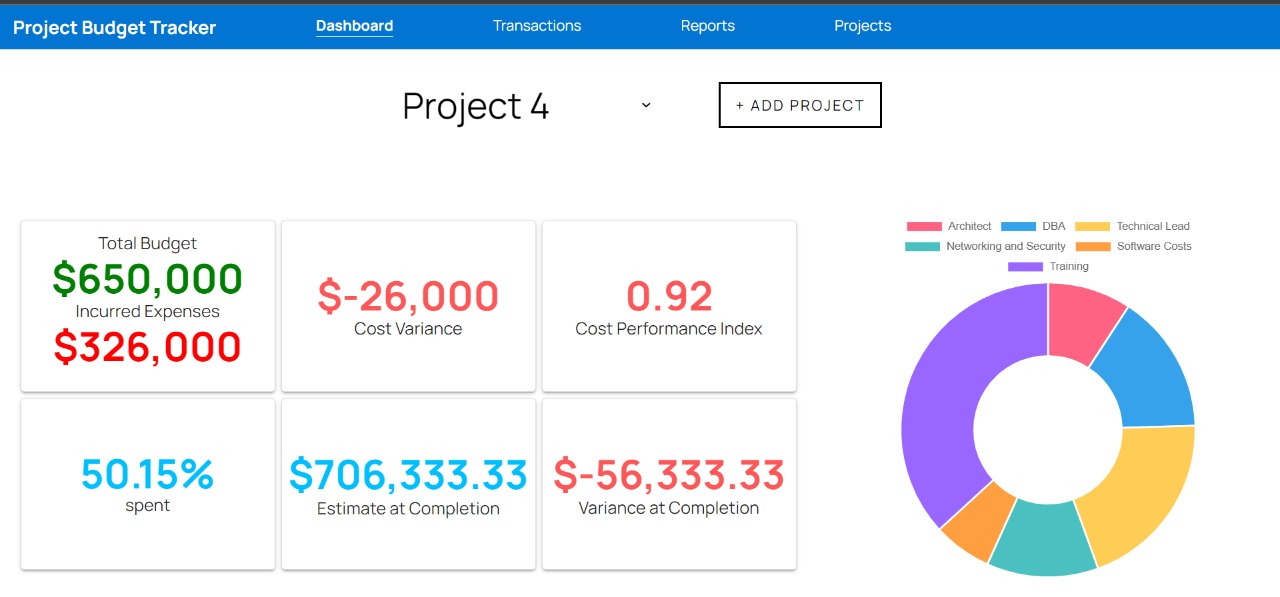 Project Budget Tracker Dashboard Transactions Reports Projects
Project 4 + ADD PROJECT
Total Budget
$650,000
Incurred Expenses
$326,000
$-26,000
Cost Variance
0.92
Cost Performance Index
50.15%
spent
$706,333.33
Estimate at Completion
$-56,333.33
Variance at Completion
Architect DBA Technical Lead
Networking and Security Software Costs
Training